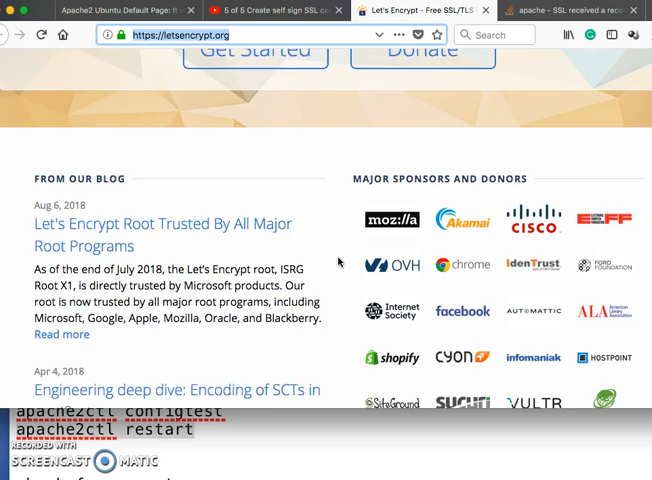 Apache2 Ubuntu Default Page: It
5 of 5 Create self sign SSL ce
Let's Encrypt - Free SSL/TLS
apache - SSL received a reco
https://letsencrypt.org
Search
Get Started
Donate
FROM OUR BLOG
MAJOR SPONSORS AND DONORS
Aug 6, 2018
Let's Encrypt Root Trusted By All Major
Root Programs
As of the end of July 2018, the Let's Encrypt root, ISRG
Root X1, is directly trusted by Microsoft products. Our
root is now trusted by all major root programs, including
Microsoft, Google, Apple, Mozilla, Oracle, and Blackberry.
Read more
Apr 4, 2018
Engineering deep dive: Encoding of SCTs in
moz://a
Akamai
CISCO
EFF
OVH
chrome
IdenTrust
FORD FOUNDATION
Internet Society
facebook
AUTOMATTIC
ALA American Library Association
shopify
CYON
infomaniak
HOSTPOINT
SiteGround
SUCURI
VULTR
apache2ctl configtest
apache2ctl restart
RECORDED WITH
SCREENCAST MATIC